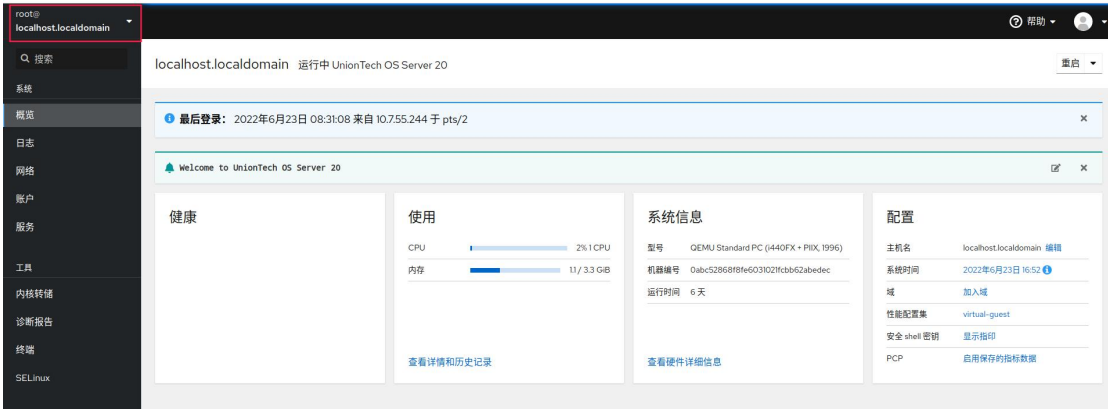 root@
localhost.localdomain
帮助
搜索
localhost.localdomain 运行中 UnionTech OS Server 20
重启
系统
概览
日志
网络
账户
服务
工具
内核转储
诊断报告
终端
SELinux
最后登录： 2022年6月23日 08:31:08 来自 10.7.55.244 于 pts/2
Welcome to UnionTech OS Server 20
健康
使用
CPU 2% 1 CPU
内存 1.1 / 3.3 GiB
查看详情和历史记录
系统信息
型号 QEMU Standard PC (i440FX + PIIX, 1996)
机器编号 0abc52868f8fe6031021fcbb62abedec
运行时间 6 天
查看硬件详细信息
配置
主机名 localhost.localdomain 编辑
系统时间 2022年6月23日 16:52
域 加入域
性能配置集 virtual-guest
安全 shell 密钥 显示指印
PCP 启用保存的指标数据